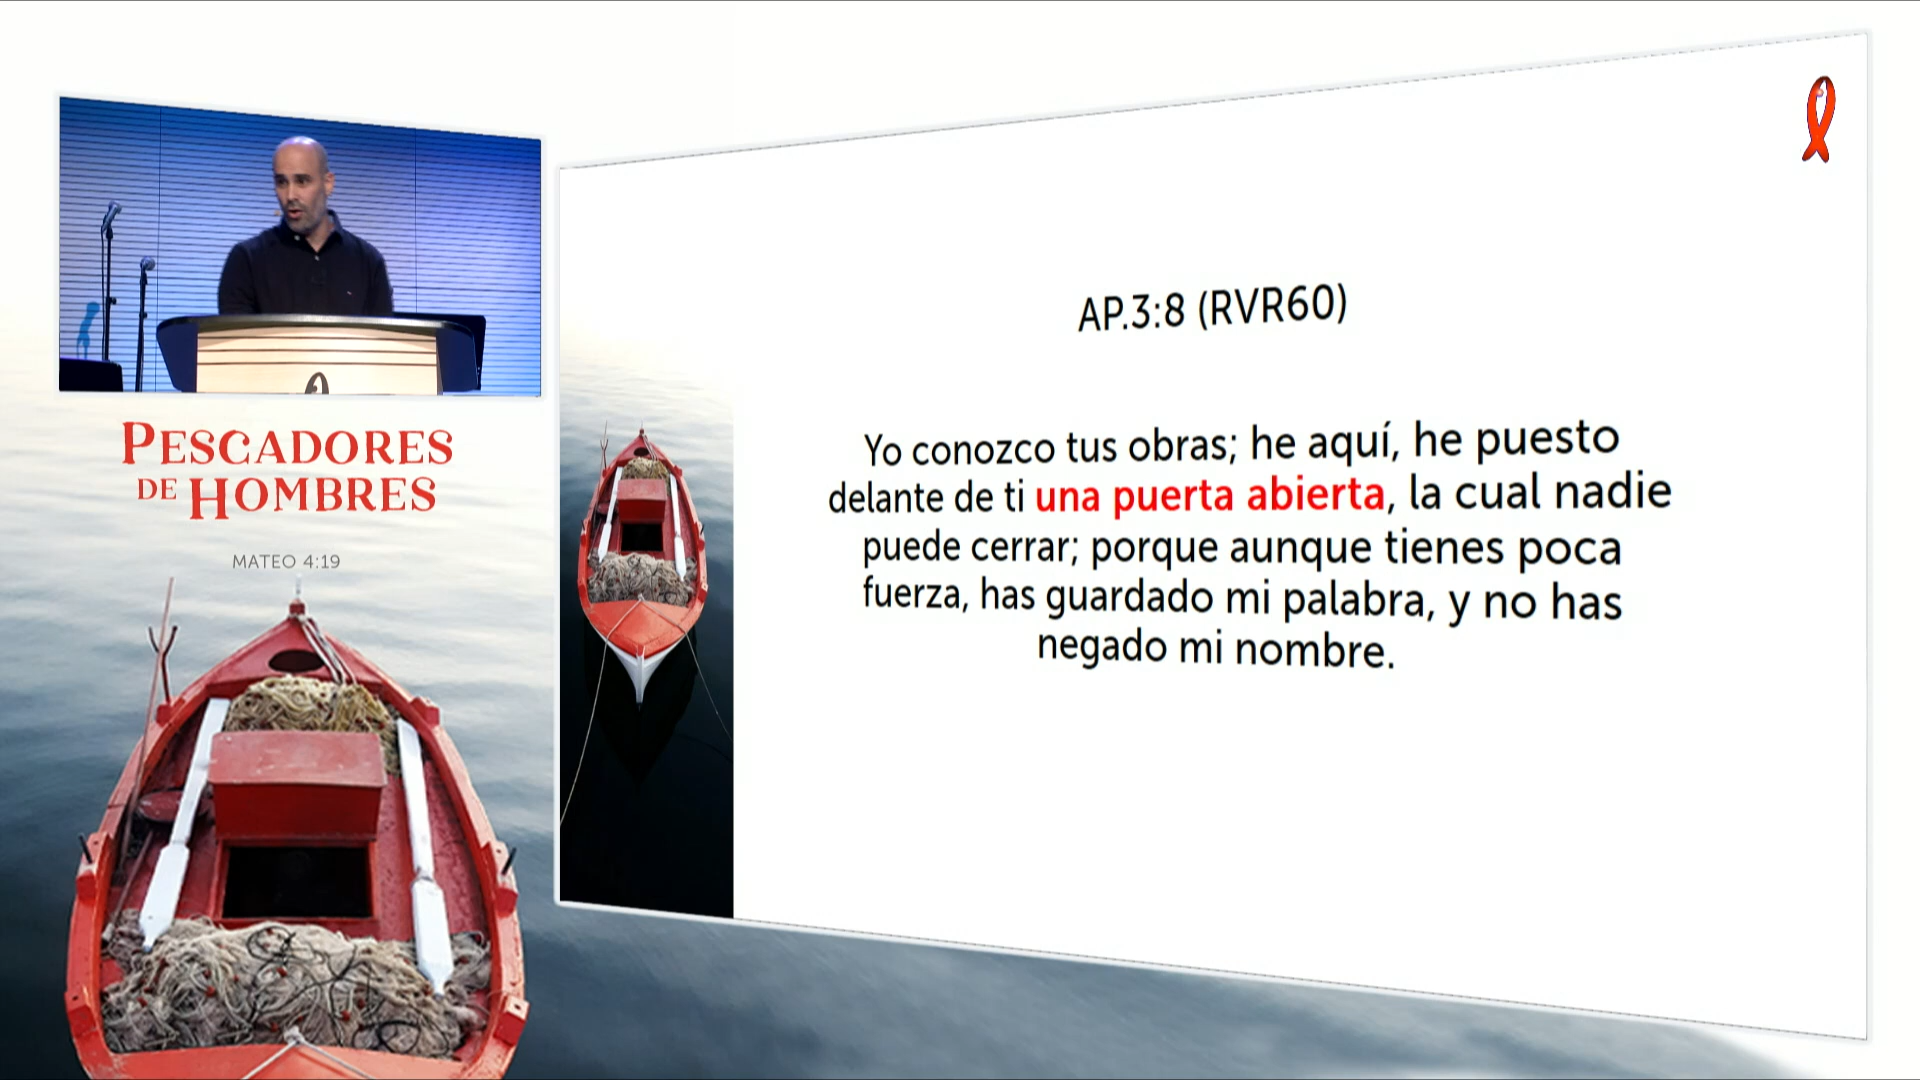 PESCADORES
DE HOMBRES
MATEO 4:19
AP.3:8 (RVR60)
Yo conozco tus obras; he aquí, he puesto
delante de ti una puerta abierta, la cual nadie
puede cerrar; porque aunque tienes poca
fuerza, has guardado mi palabra, y no has
negado mi nombre.